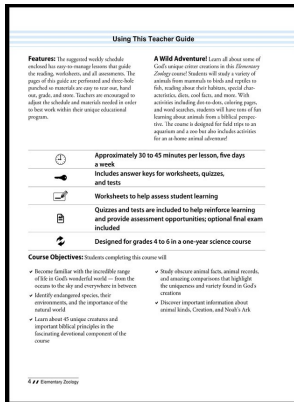 Using This Teacher Guide
Features: The suggested weekly schedule
enclosed has easy-to-manage lessons that guide
the reading, worksheets, and all assessments. The
pages of this guide are perforated and three-hole
punched so materials are easy to tear out, hand
out, grade, and store. Teachers are encouraged to
adjust the schedule and materials needed in order
to best work within their unique educational
program.
A Wild Adventure! Learn all about some of
God's unique critter creations in this Elementary
Zoology course! Students will study a variety of
animals from mammals to birds and reptiles to
fish, reading about their habitats, special char-
acteristics, diets, cool facts, and more. With
activities including dot-to-dots, coloring pages,
and word searches, students will have tons of fun
learning about animals from a biblical perspec-
tive. The course is designed for field trips to an
aquarium and a zoo but also includes activities
for an at-home animal adventure!
Approximately 30 to 45 minutes per lesson, five days
a week
Includes answer keys for worksheets, quizzes,
and tests
Worksheets to help assess student learning
Quizzes and tests are included to help reinforce learning
and provide assessment opportunities; optional final exam
included
Designed for grades 4 to 6 in a one-year science course
Course Objectives: Students completing this course will
Become familiar with the incredible range
of life in God's wonderful world — from the
oceans to the sky and everywhere in between
Identify endangered species, their
environments, and the importance of the
natural world
Learn about 45 unique creatures and
important biblical principles in the
fascinating devotional component of the
course
Study obscure animal facts, animal records,
and amazing comparisons that highlight
the uniqueness and variety found in God's
creations
Discover important information about
animal kinds, Creation, and Noah's Ark
4 // Elementary Zoology